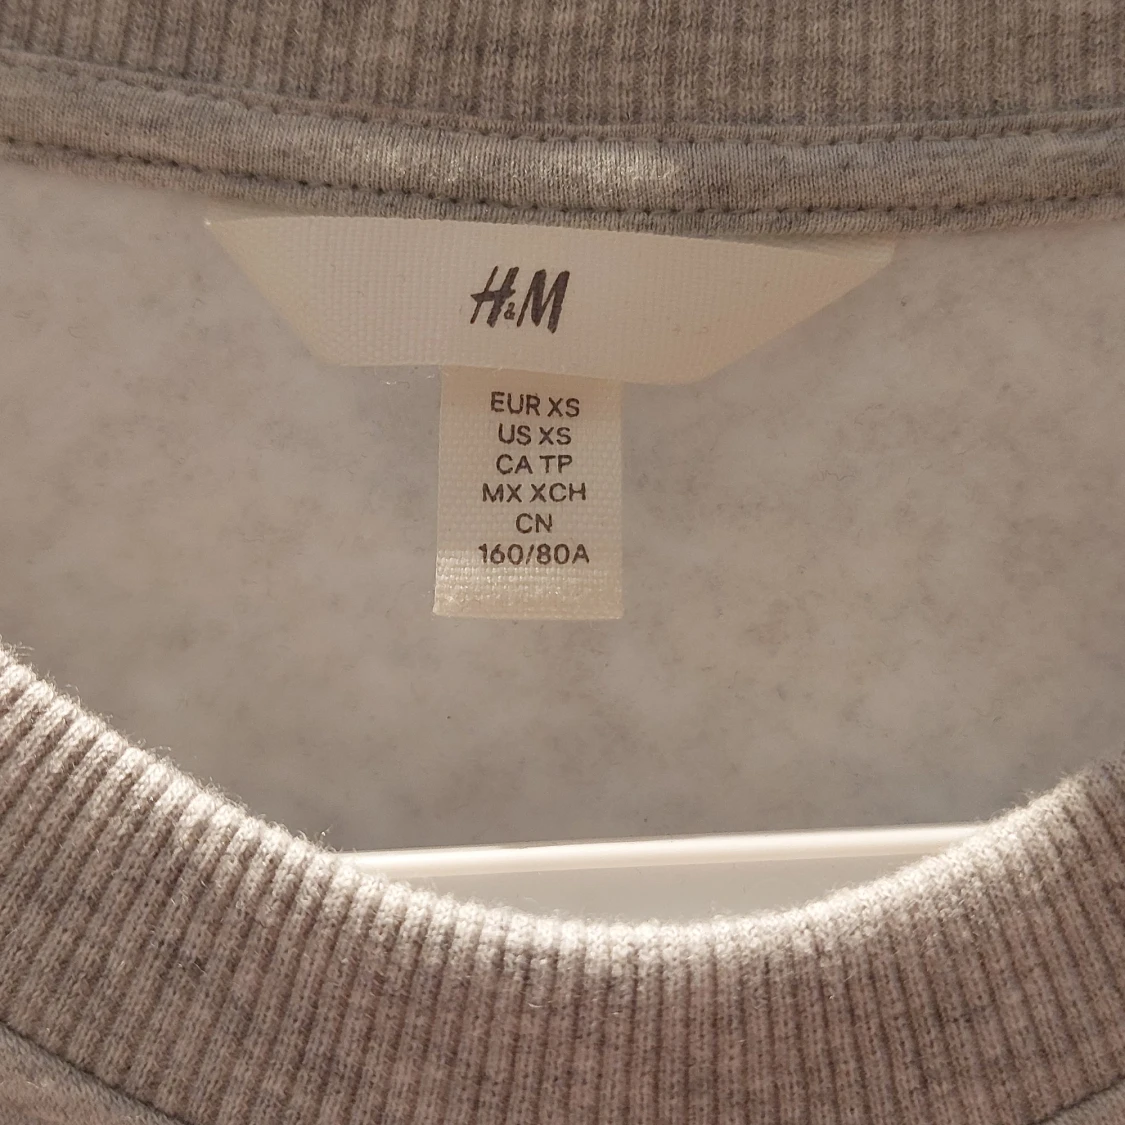 H&M
EUR XS
US XS
CA TP
MX XCH
CN
160/80A